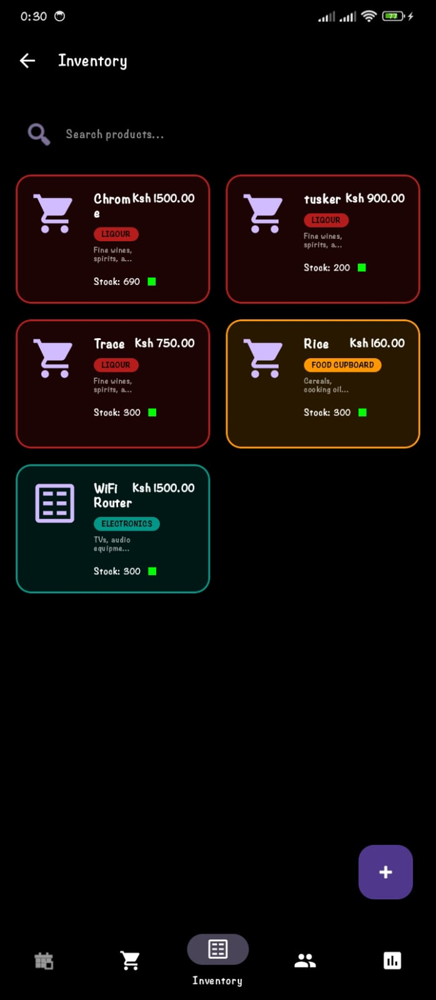 0:30
77
Inventory
Search products...
Chrom Ksh 1500.00
e
LIQOUR
Fine wines,
spirits, a...
Stock: 690
tusker Ksh 900.00
LIQOUR
Fine wines,
spirits, a...
Stock: 200
Trace Ksh 750.00
LIQOUR
Fine wines,
spirits, a...
Stock: 300
Rice Ksh 160.00
FOOD CUPBOARD
Cereals,
cooking oil...
Stock: 300
WiFi Ksh 1500.00
Router
ELECTRONICS
TVs, audio
equipme...
Stock: 300
+
Inventory